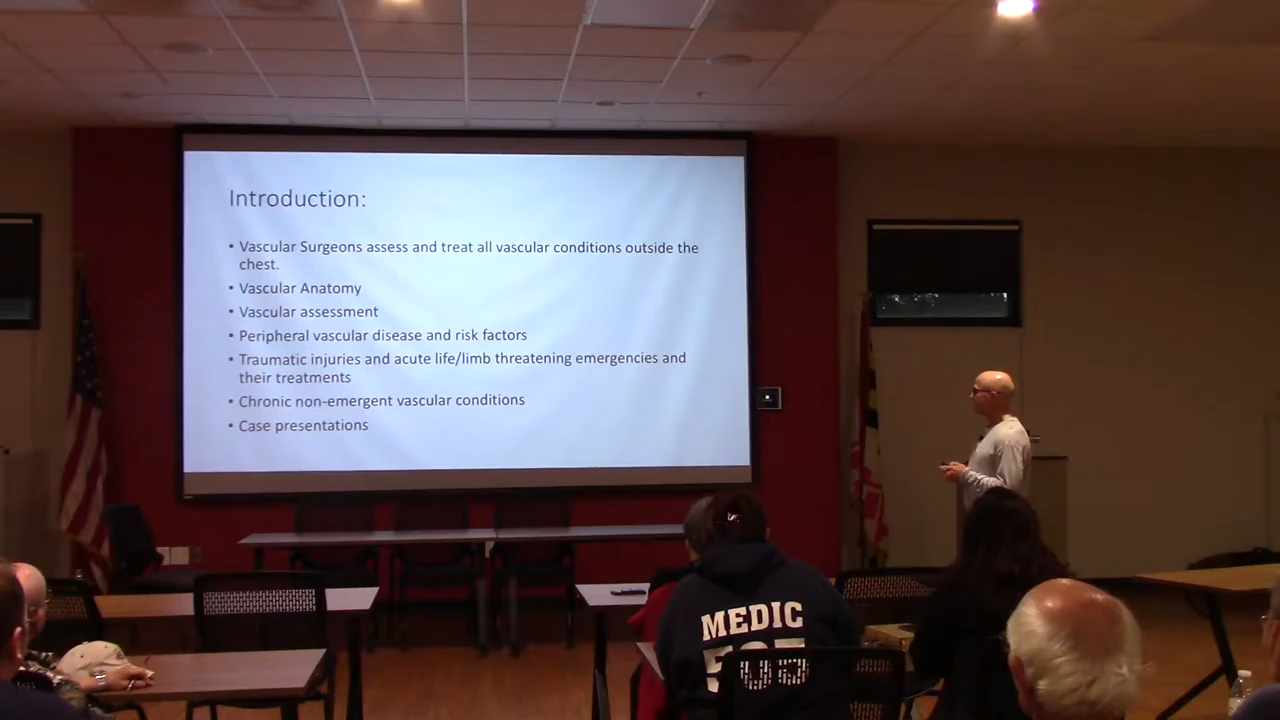 Introduction:
• Vascular Surgeons assess and treat all vascular conditions outside the
chest.
• Vascular Anatomy
• Vascular assessment
• Peripheral vascular disease and risk factors
• Traumatic injuries and acute life/limb threatening emergencies and
their treatments
• Chronic non-emergent vascular conditions
• Case presentations
MEDIC